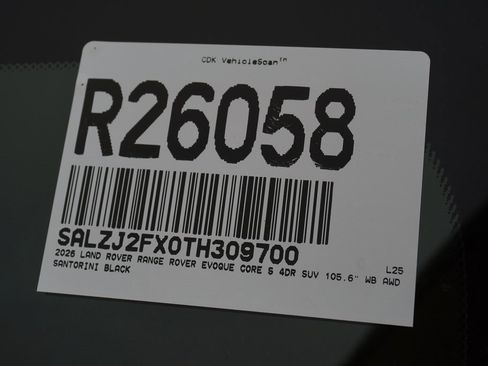 CDK VehicleScan™
R26058
SALZJ2FX0TH309700
2026 LAND ROVER RANGE ROVER EVOQUE CORE S 4DR SUV 105.6" WB AWD L25
SANTORINI BLACK